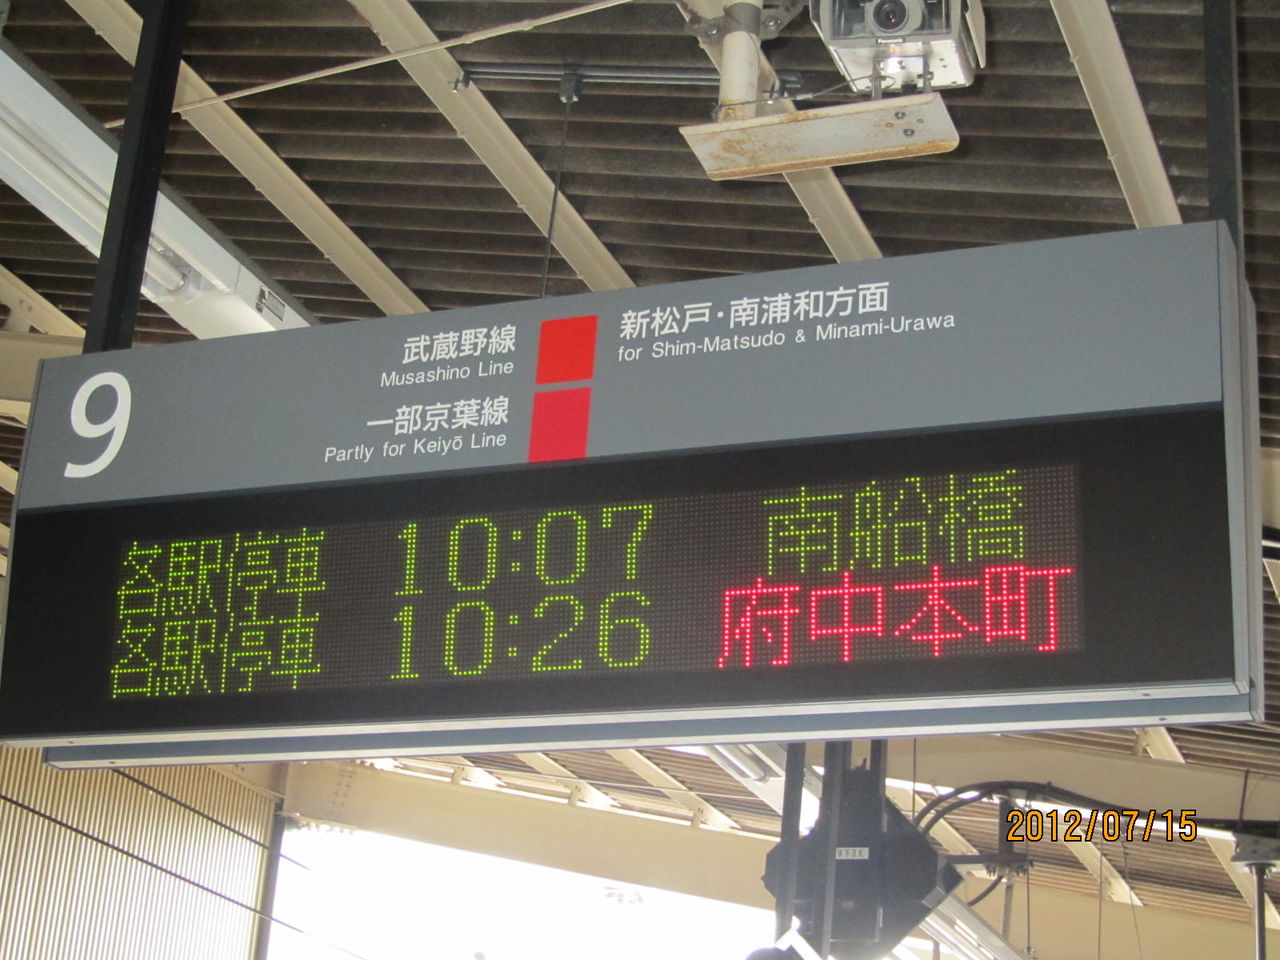 Panasonic
9
武蔵野線
Musashino Line
一部京葉線
Partly for Keiyō Line
新松戸・南浦和方面
for Shim-Matsudo & Minami-Urawa
各駅停車 10:07 南船橋
各駅停車 10:26 府中本町
2012/07/15